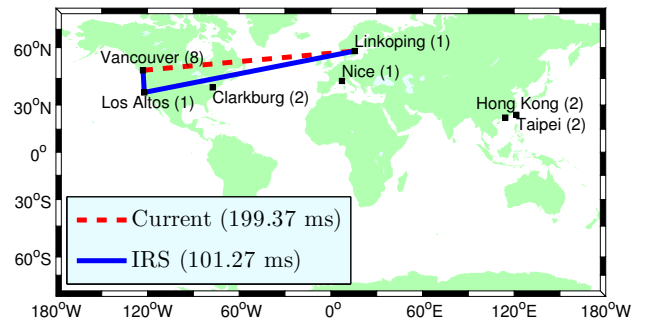 60°N
30°N
0°
30°S
60°S
Vancouver (8)
Linkoping (1)
Nice (1)
Los Altos (1)
Clarkburg (2)
Hong Kong (2)
Taipei (2)
Current (199.37 ms)
IRS (101.27 ms)
180°W 120°W 60°W 0° 60°E 120°E 180°W